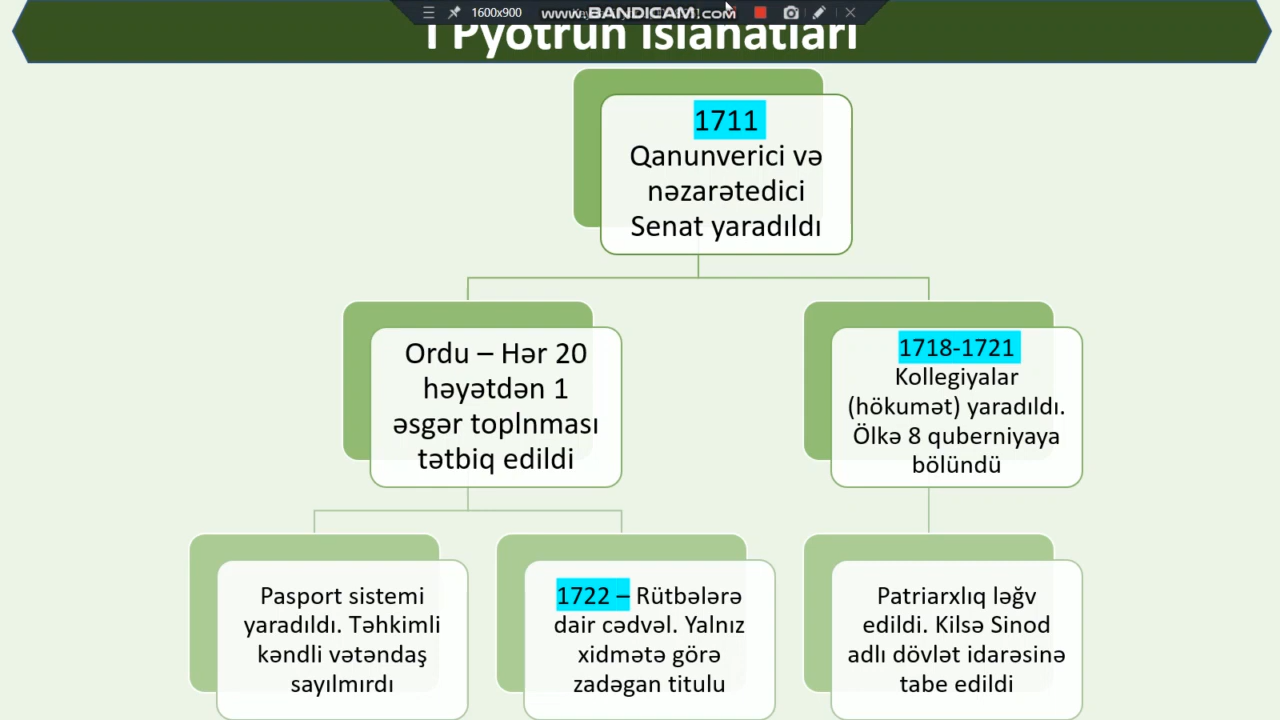 1600x900
www.BANDICAM.com
I Pyotrun islahatları
1711
Qanunverici və
nəzarətedici
Senat yaradıldı
Ordu – Hər 20
həyətdən 1
əsgər toplnması
tətbiq edildi
1718-1721
Kollegiyalar
(hökumət) yaradıldı.
Ölkə 8 quberniyaya
bölündü
Pasport sistemi
yaradıldı. Təhkimli
kəndli vətəndaş
sayılmırdı
1722 – Rütbələrə
dair cədvəl. Yalnız
xidmətə görə
zadəgan titulu
Patriarxlıq ləğv
edildi. Kilsə Sinod
adlı dövlət idarəsinə
tabe edildi